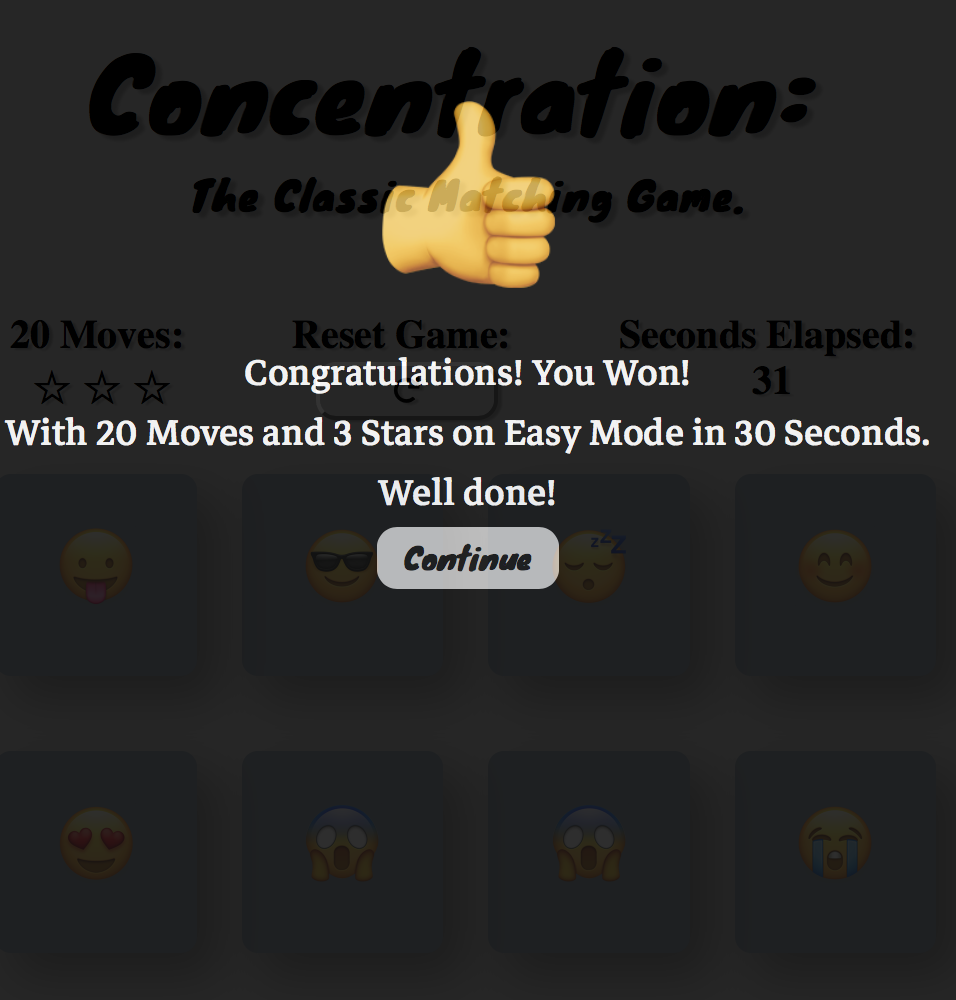 Concentration:
The Classic Matching Game.
20 Moves:
Reset Game:
Seconds Elapsed:
☆ ☆ ☆
31
Congratulations! You Won!
With 20 Moves and 3 Stars on Easy Mode in 30 Seconds.
Well done!
Continue
zzZ